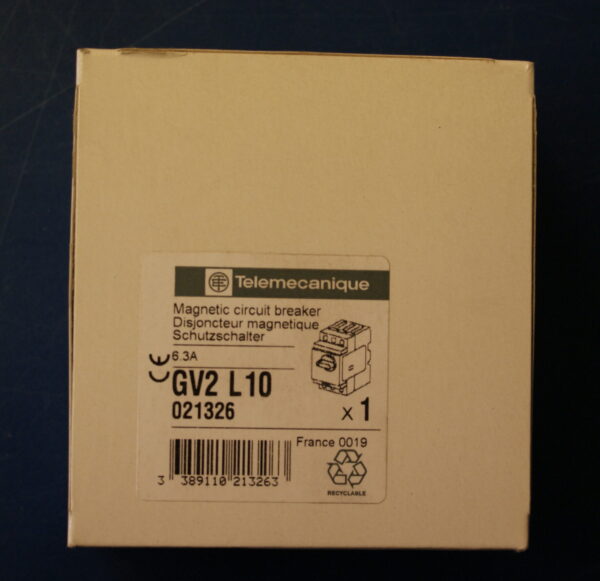 Telemecanique
Magnetic circuit breaker
Disjoncteur magnetique
Schutzschalter
CE
6.3A
GV2 L10
021326
x 1
France 0019
3 389110 213263
RECYCLABLE